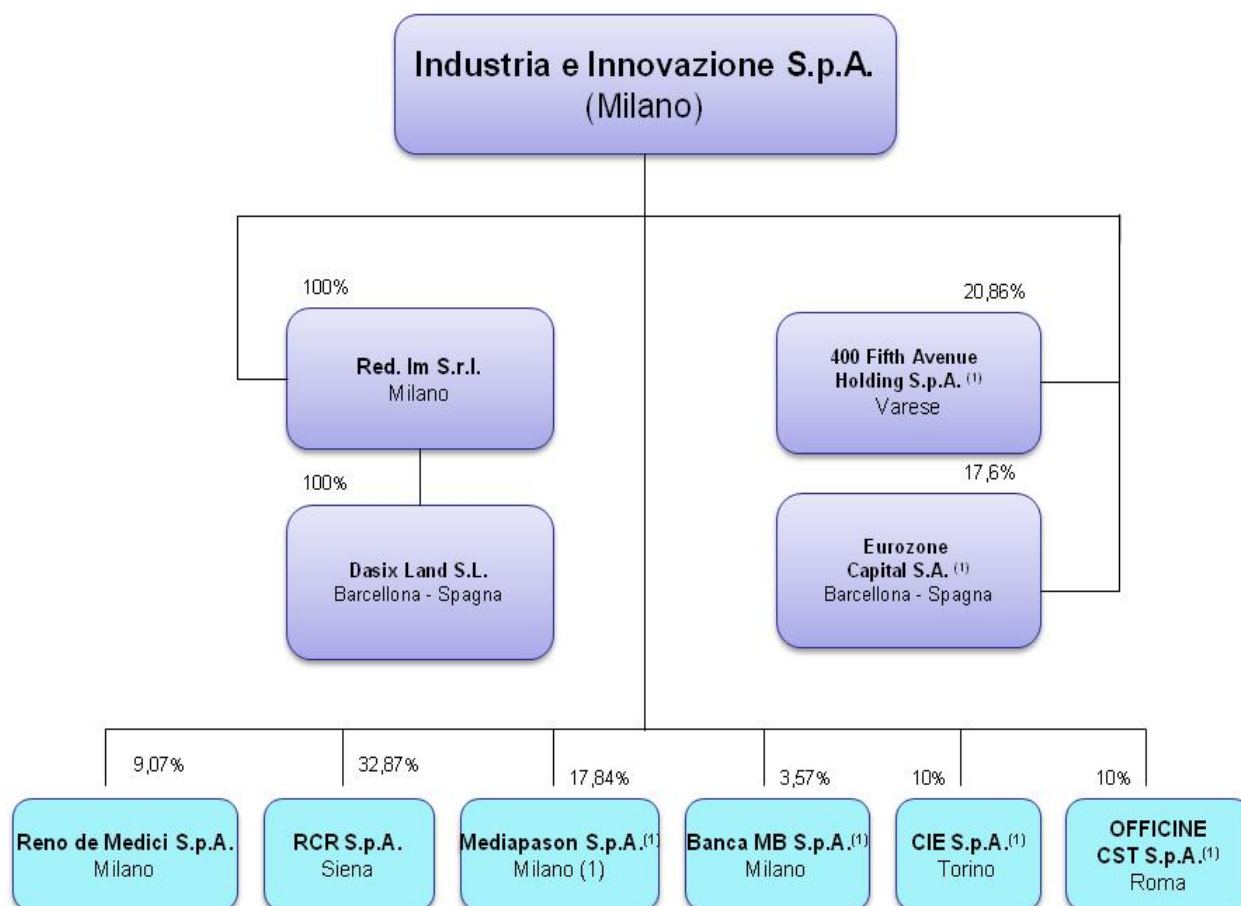 Industria e Innovazione S.p.A.
(Milano)
100%
20,86%
Red. Im S.r.l.
Milano
400 Fifth Avenue
Holding S.p.A. (1)
Varese
100%
17,6%
Dasix Land S.L.
Barcellona - Spagna
Eurozone
Capital S.A. (1)
Barcellona - Spagna
9,07%
32,87%
17,84%
3,57%
10%
10%
Reno de Medici S.p.A.
Milano
RCR S.p.A.
Siena
Mediapason S.p.A.(1)
Milano (1)
Banca MB S.p.A.(1)
Milano
CIE S.p.A.(1)
Torino
OFFICINE
CST S.p.A.(1)
Roma